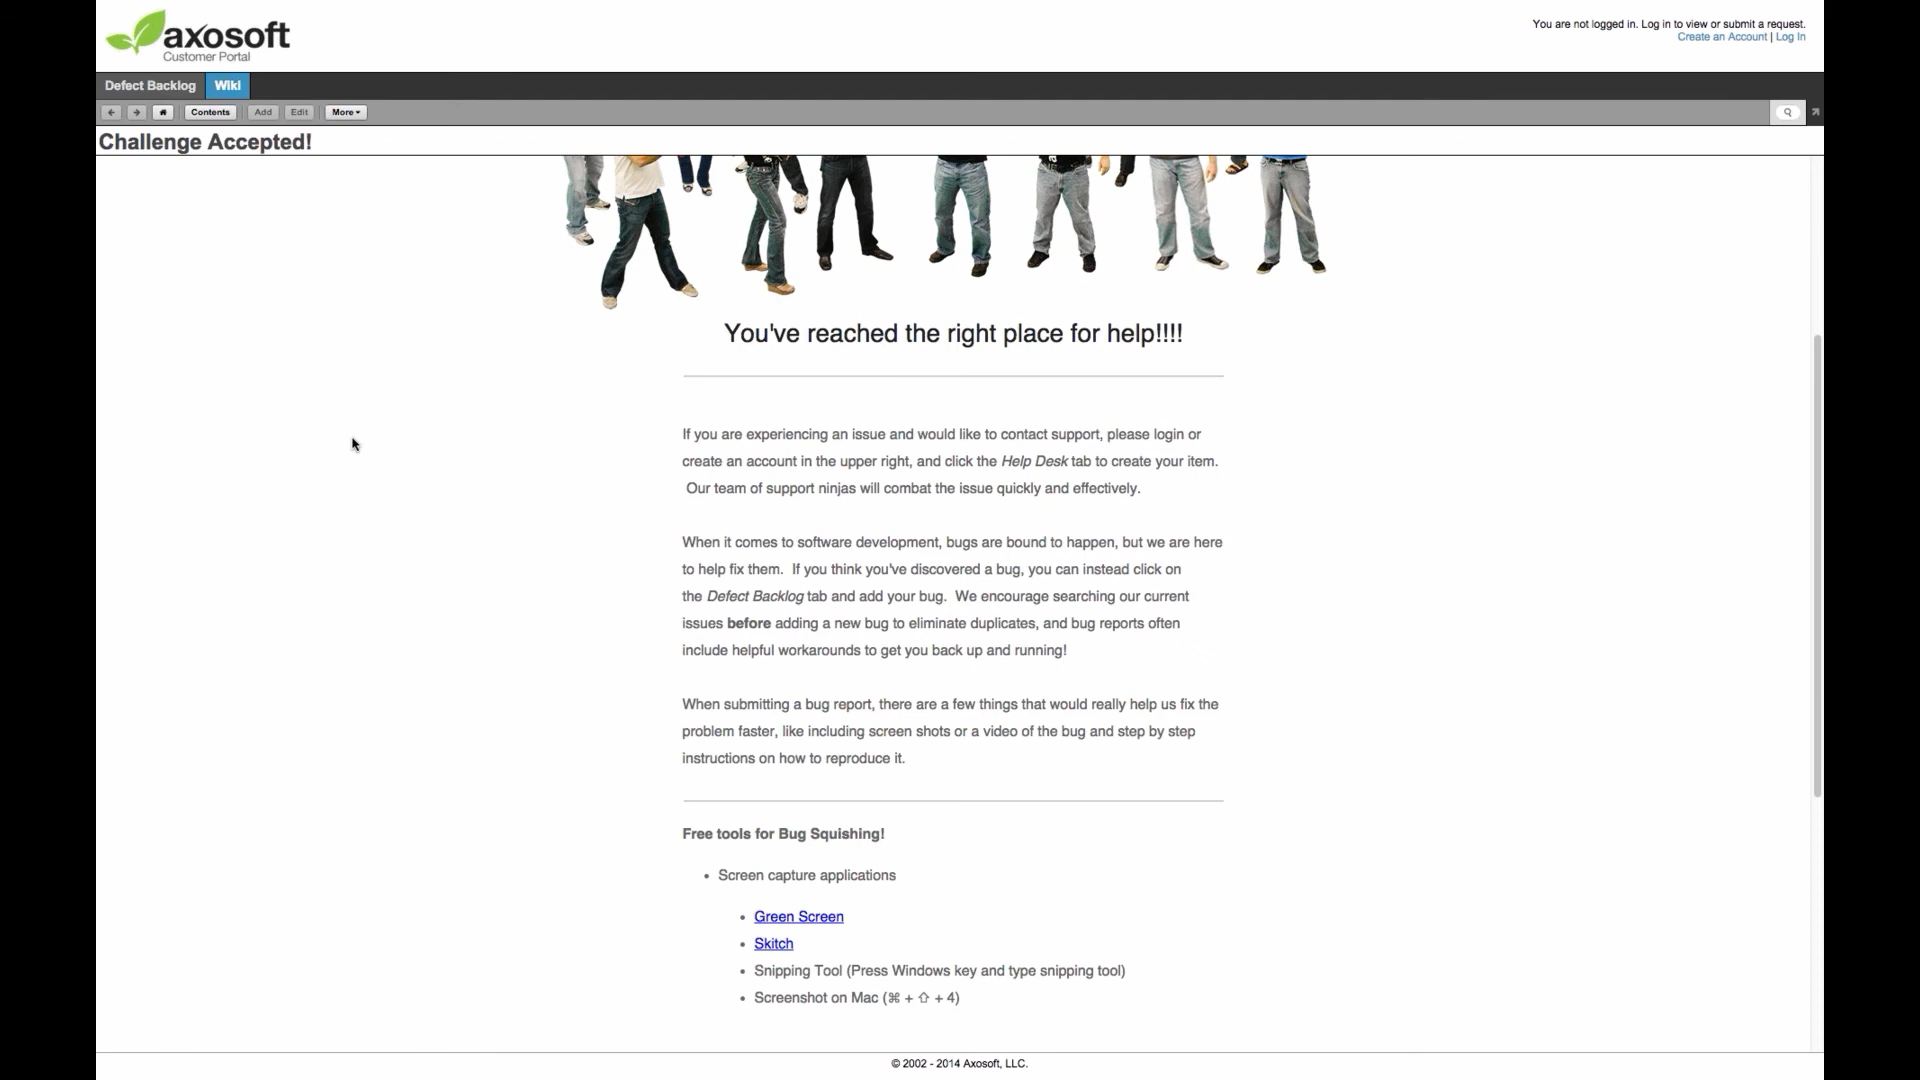 axosoft
Customer Portal
You are not logged in. Log in to view or submit a request.
Create an Account | Log In
Defect Backlog Wiki
Contents Add Edit More
Challenge Accepted!
You've reached the right place for help!!!!
If you are experiencing an issue and would like to contact support, please login or
create an account in the upper right, and click the Help Desk tab to create your item.
Our team of support ninjas will combat the issue quickly and effectively.
When it comes to software development, bugs are bound to happen, but we are here
to help fix them. If you think you've discovered a bug, you can instead click on
the Defect Backlog tab and add your bug. We encourage searching our current
issues before adding a new bug to eliminate duplicates, and bug reports often
include helpful workarounds to get you back up and running!
When submitting a bug report, there are a few things that would really help us fix the
problem faster, like including screen shots or a video of the bug and step by step
instructions on how to reproduce it.
Free tools for Bug Squishing!
• Screen capture applications
• Green Screen
• Skitch
• Snipping Tool (Press Windows key and type snipping tool)
• Screenshot on Mac (⌘ + ⇧ + 4)
© 2002 - 2014 Axosoft, LLC.